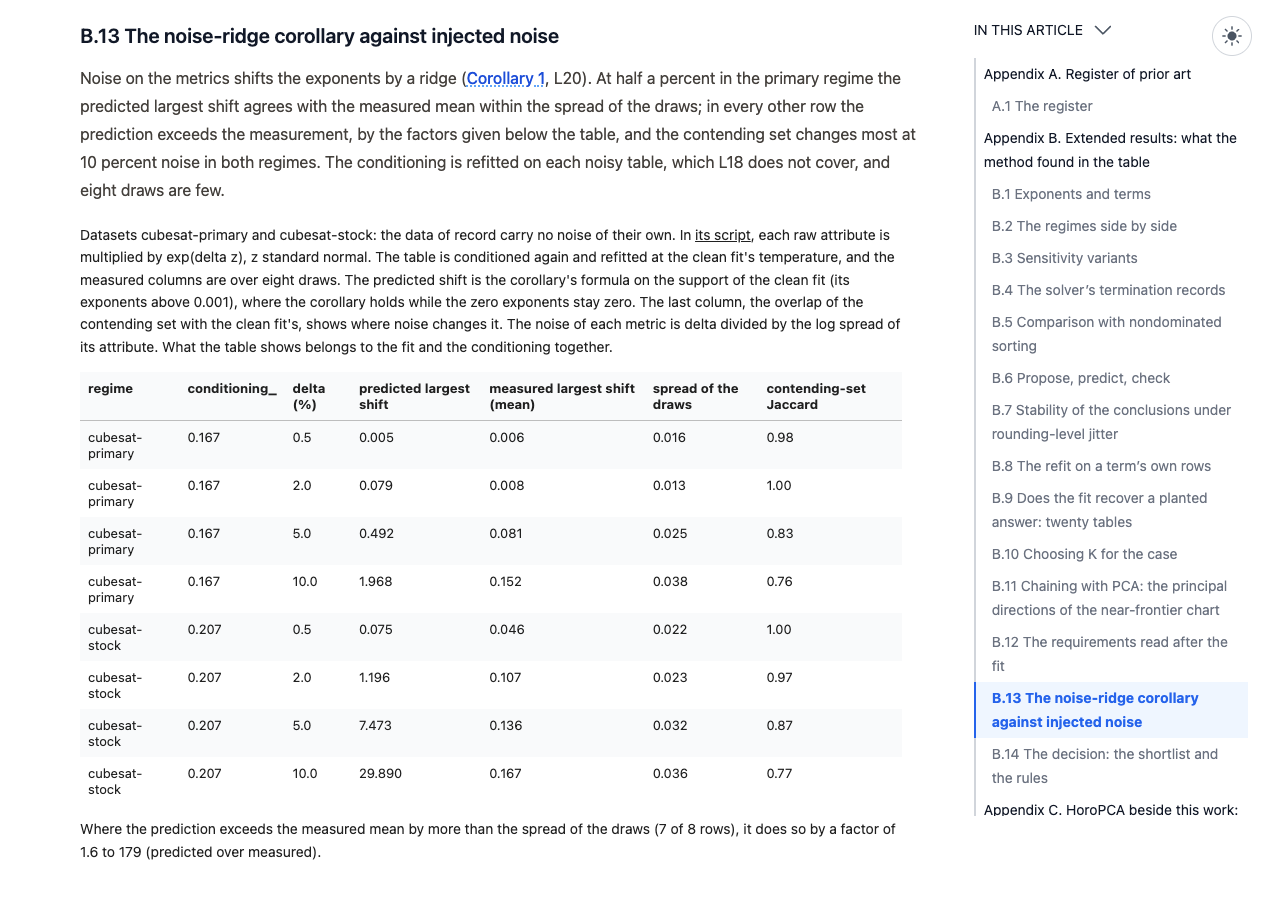 B.13 The noise-ridge corollary against injected noise
Noise on the metrics shifts the exponents by a ridge (Corollary 1, L20). At half a percent in the primary regime the
predicted largest shift agrees with the measured mean within the spread of the draws; in every other row the
prediction exceeds the measurement, by the factors given below the table, and the contending set changes most at
10 percent noise in both regimes. The conditioning is refitted on each noisy table, which L18 does not cover, and
eight draws are few.
Datasets cubesat-primary and cubesat-stock: the data of record carry no noise of their own. In its script, each raw attribute is
multiplied by exp(delta z), z standard normal. The table is conditioned again and refitted at the clean fit's temperature, and the
measured columns are over eight draws. The predicted shift is the corollary's formula on the support of the clean fit (its
exponents above 0.001), where the corollary holds while the zero exponents stay zero. The last column, the overlap of the
contending set with the clean fit's, shows where noise changes it. The noise of each metric is delta divided by the log spread of
its attribute. What the table shows belongs to the fit and the conditioning together.
regime conditioning_ delta (%) predicted largest shift measured largest shift (mean) spread of the draws contending-set Jaccard
cubesat-primary 0.167 0.5 0.005 0.006 0.016 0.98
cubesat-primary 0.167 2.0 0.079 0.008 0.013 1.00
cubesat-primary 0.167 5.0 0.492 0.081 0.025 0.83
cubesat-primary 0.167 10.0 1.968 0.152 0.038 0.76
cubesat-stock 0.207 0.5 0.075 0.046 0.022 1.00
cubesat-stock 0.207 2.0 1.196 0.107 0.023 0.97
cubesat-stock 0.207 5.0 7.473 0.136 0.032 0.87
cubesat-stock 0.207 10.0 29.890 0.167 0.036 0.77
Where the prediction exceeds the measured mean by more than the spread of the draws (7 of 8 rows), it does so by a factor of
1.6 to 179 (predicted over measured).
IN THIS ARTICLE
Appendix A. Register of prior art
A.1 The register
Appendix B. Extended results: what the
method found in the table
B.1 Exponents and terms
B.2 The regimes side by side
B.3 Sensitivity variants
B.4 The solver’s termination records
B.5 Comparison with nondominated
sorting
B.6 Propose, predict, check
B.7 Stability of the conclusions under
rounding-level jitter
B.8 The refit on a term’s own rows
B.9 Does the fit recover a planted
answer: twenty tables
B.10 Choosing K for the case
B.11 Chaining with PCA: the principal
directions of the near-frontier chart
B.12 The requirements read after the
fit
B.13 The noise-ridge corollary
against injected noise
B.14 The decision: the shortlist and
the rules
Appendix C. HoroPCA beside this work: